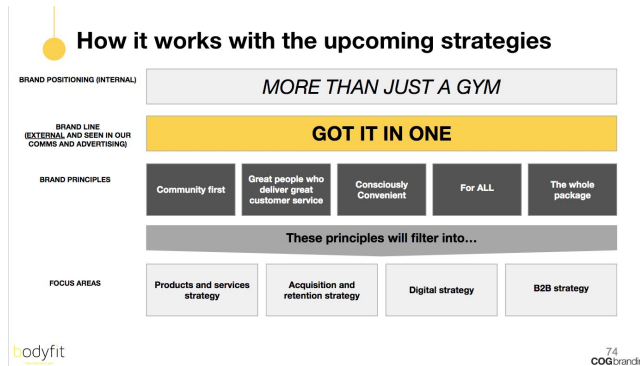 How it works with the upcoming strategies
BRAND POSITIONING (INTERNAL)
MORE THAN JUST A GYM
BRAND LINE
(EXTERNAL AND SEEN IN OUR
COMMS AND ADVERTISING)
GOT IT IN ONE
BRAND PRINCIPLES
Community first
Great people who
deliver great
customer service
Consciously
Convenient
For ALL
The whole
package
These principles will filter into...
FOCUS AREAS
Products and services
strategy
Acquisition and
retention strategy
Digital strategy
B2B strategy
bodyfit
74
COGbrandi